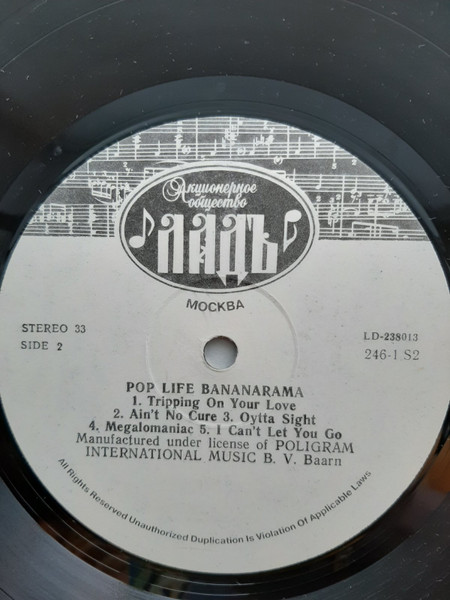 Акционерное
общество
ЛАДЪ
МОСКВА
STEREO 33
LD-238013
SIDE 2
246-1 S2
POP LIFE BANANARAMA
1. Tripping On Your Love
2. Ain't No Cure 3. Oytta Sight
4. Megalomaniac 5. I Can't Let You Go
Manufactured under license of POLIGRAM
INTERNATIONAL MUSIC B. V. Baarn
All Rights Reserved Unauthorized Duplication Is Violation Of Applicable Laws